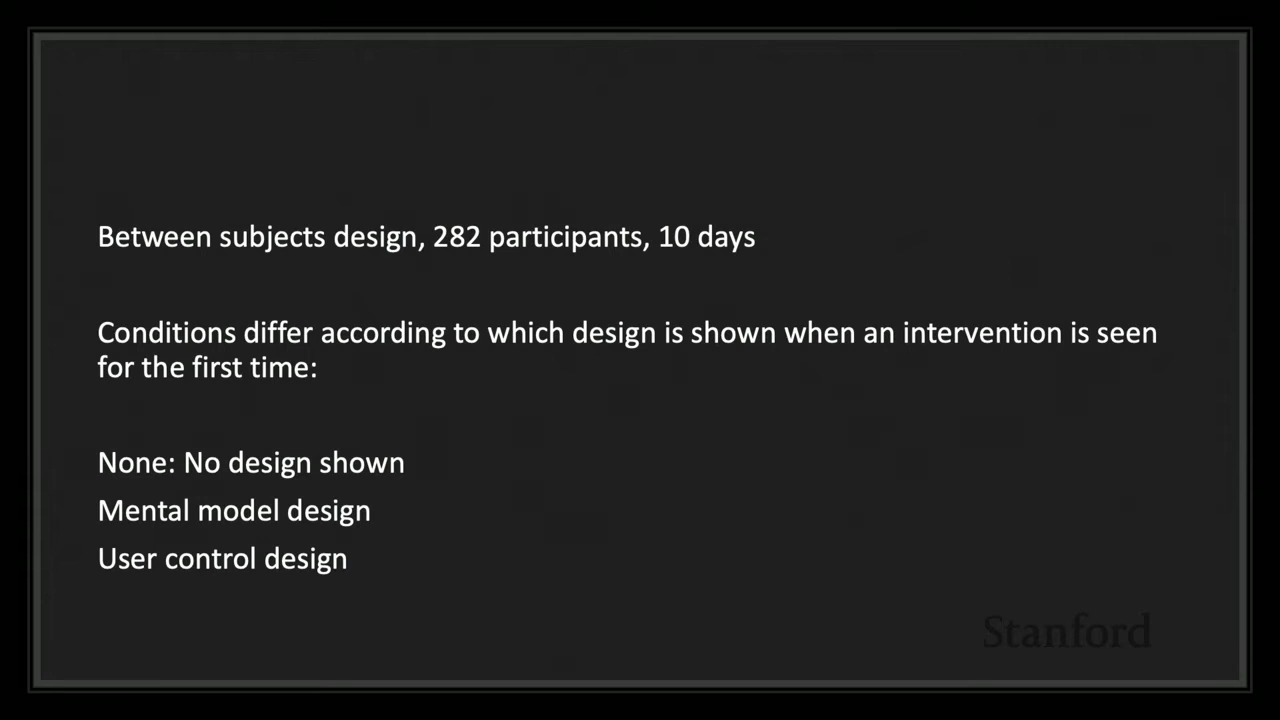 Between subjects design, 282 participants, 10 days
Conditions differ according to which design is shown when an intervention is seen
for the first time:
None: No design shown
Mental model design
User control design
Stanford